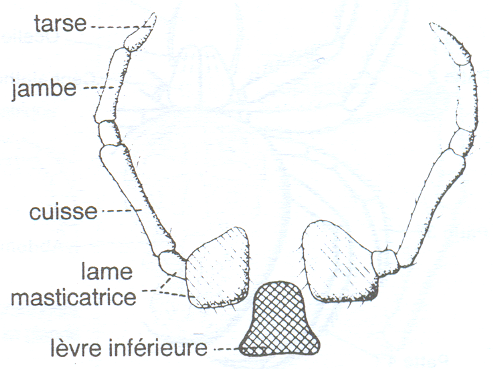 tarse
jambe
cuisse
lame
masticatrice
lèvre inférieure